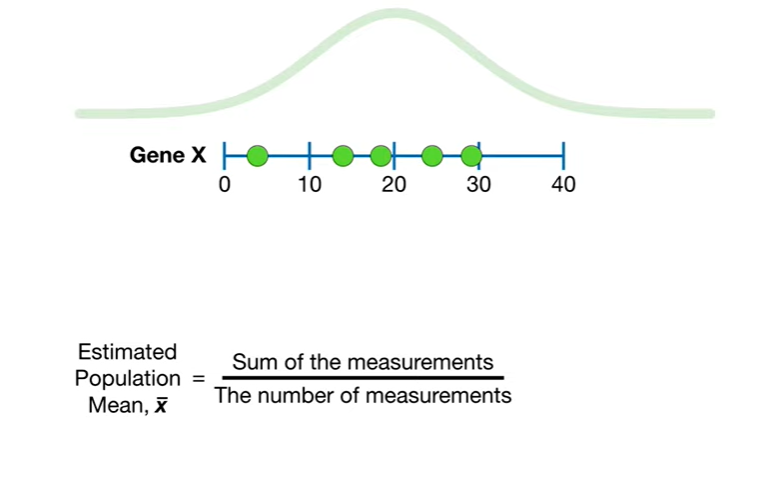 Gene X
0 10 20 30 40
Estimated
Population
Mean, x̄
=
Sum of the measurements
The number of measurements